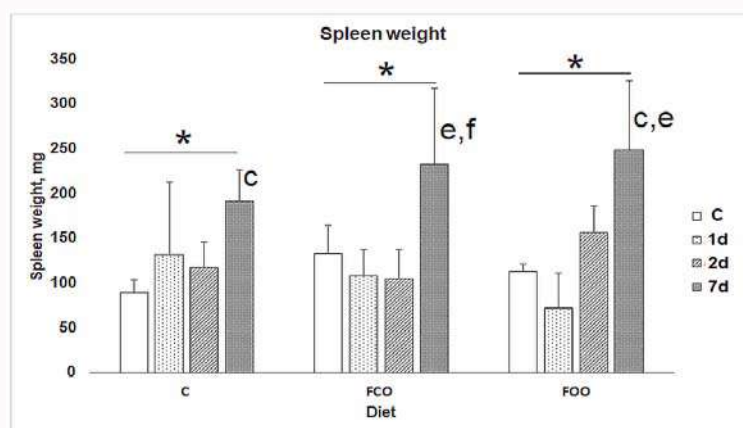 Spleen weight
350
300
250
200
150
100
50
0
Spleen weight, mg
*
*
*
c
e,f
c,e
C
FCO
FOO
Diet
C
1d
2d
7d